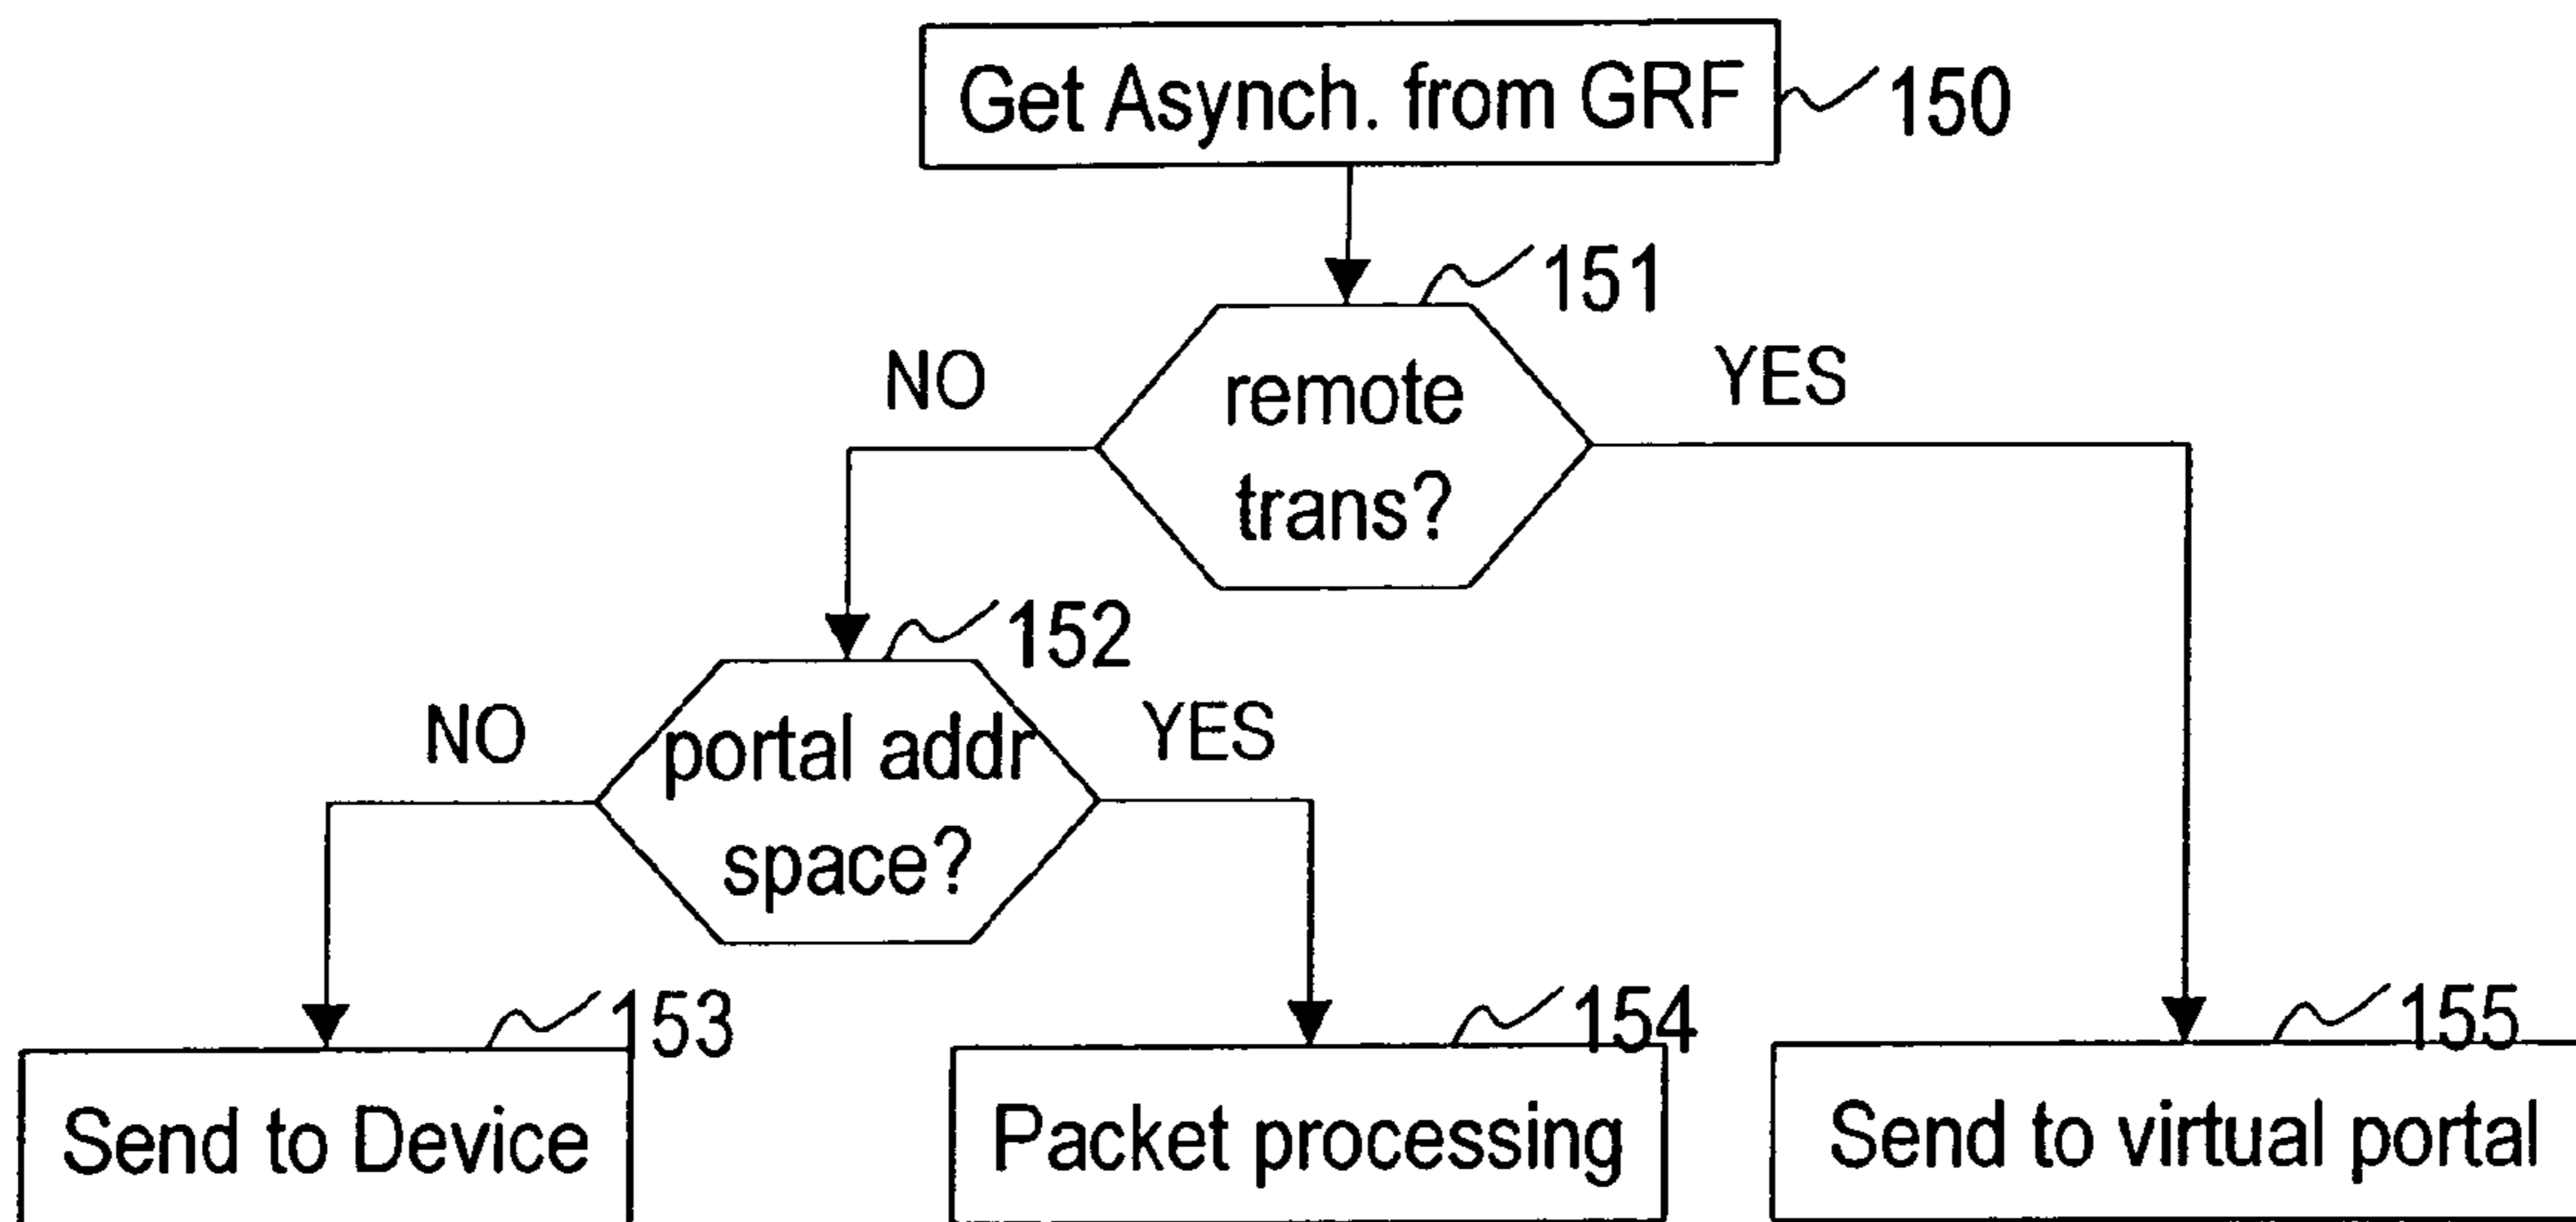 Get Asynch. from GRF
150
151
NO
remote
trans?
YES
152
NO
portal addr
space?
YES
153
154
155
Send to Device
Packet processing
Send to virtual portal